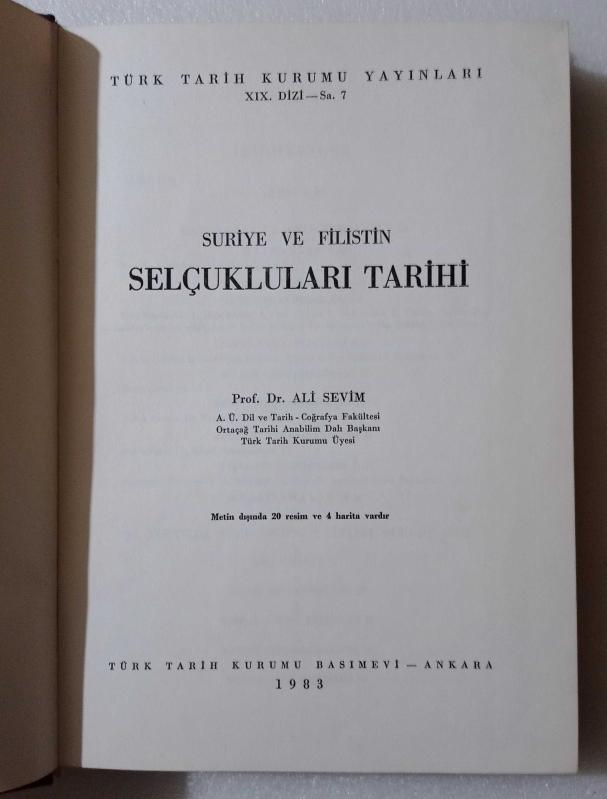 TÜRK TARİH KURUMU YAYINLARI
XIX. DİZİ — Sa. 7
SURİYE VE FİLİSTİN
SELÇUKLULARI TARİHİ
Prof. Dr. ALİ SEVİM
A. Ü. Dil ve Tarih - Coğrafya Fakültesi
Ortaçağ Tarihi Anabilim Dalı Başkanı
Türk Tarih Kurumu Üyesi
Metin dışında 20 resim ve 4 harita vardır
TÜRK TARİH KURUMU BASIMEVİ — ANKARA
1983